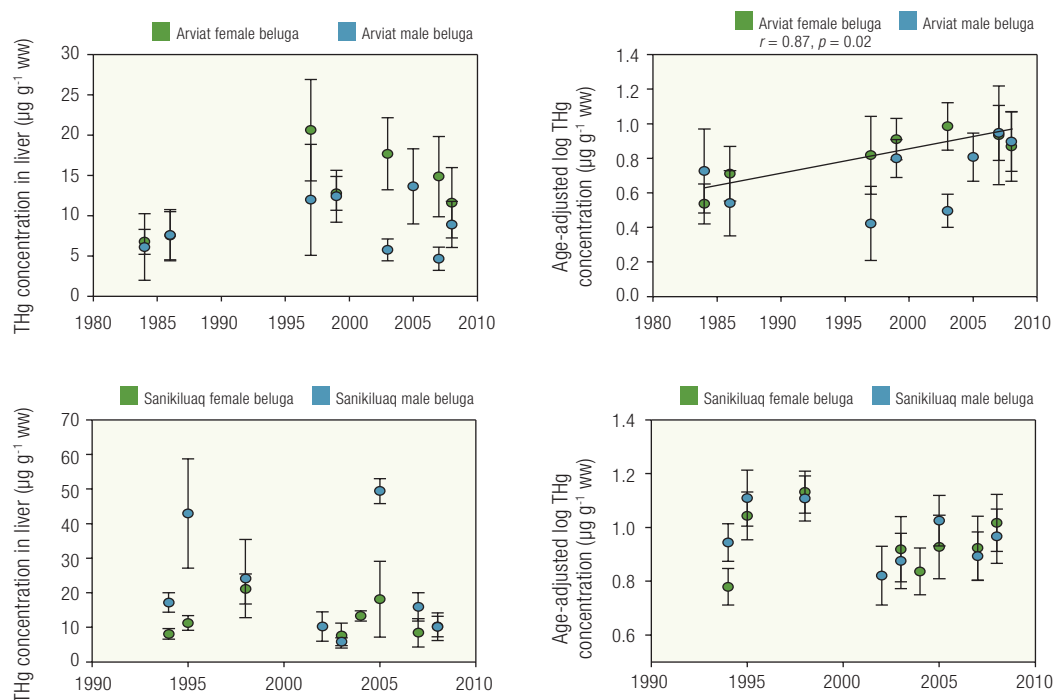 Arviat female beluga Arviat male beluga
THg concentration in liver (µg g⁻¹ ww)
30
25
20
15
10
5
0
1980 1985 1990 1995 2000 2005 2010
Arviat female beluga Arviat male beluga
r = 0.87, p = 0.02
Age-adjusted log THg
concentration (µg g⁻¹ ww)
1.4
1.2
1.0
0.8
0.6
0.4
0.2
0.0
1980 1985 1990 1995 2000 2005 2010
Sanikiluaq female beluga Sanikiluaq male beluga
THg concentration in liver (µg g⁻¹ ww)
70
60
50
40
30
20
10
0
1990 1995 2000 2005 2010
Sanikiluaq female beluga Sanikiluaq male beluga
Age-adjusted log THg
concentration (µg g⁻¹ ww)
1.4
1.2
1.0
0.8
0.6
1990 1995 2000 2005 2010